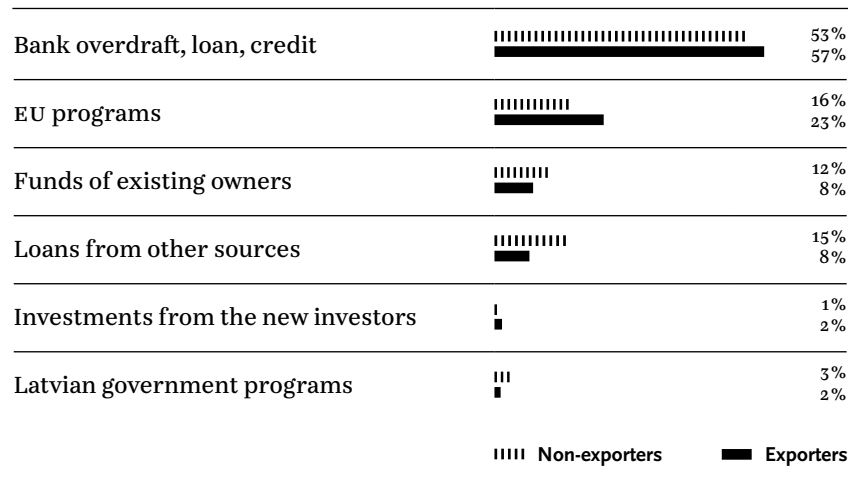 Bank overdraft, loan, credit 53%
57%
EU programs 16%
23%
Funds of existing owners 12%
8%
Loans from other sources 15%
8%
Investments from the new investors 1%
2%
Latvian government programs 3%
2%
Non-exporters Exporters